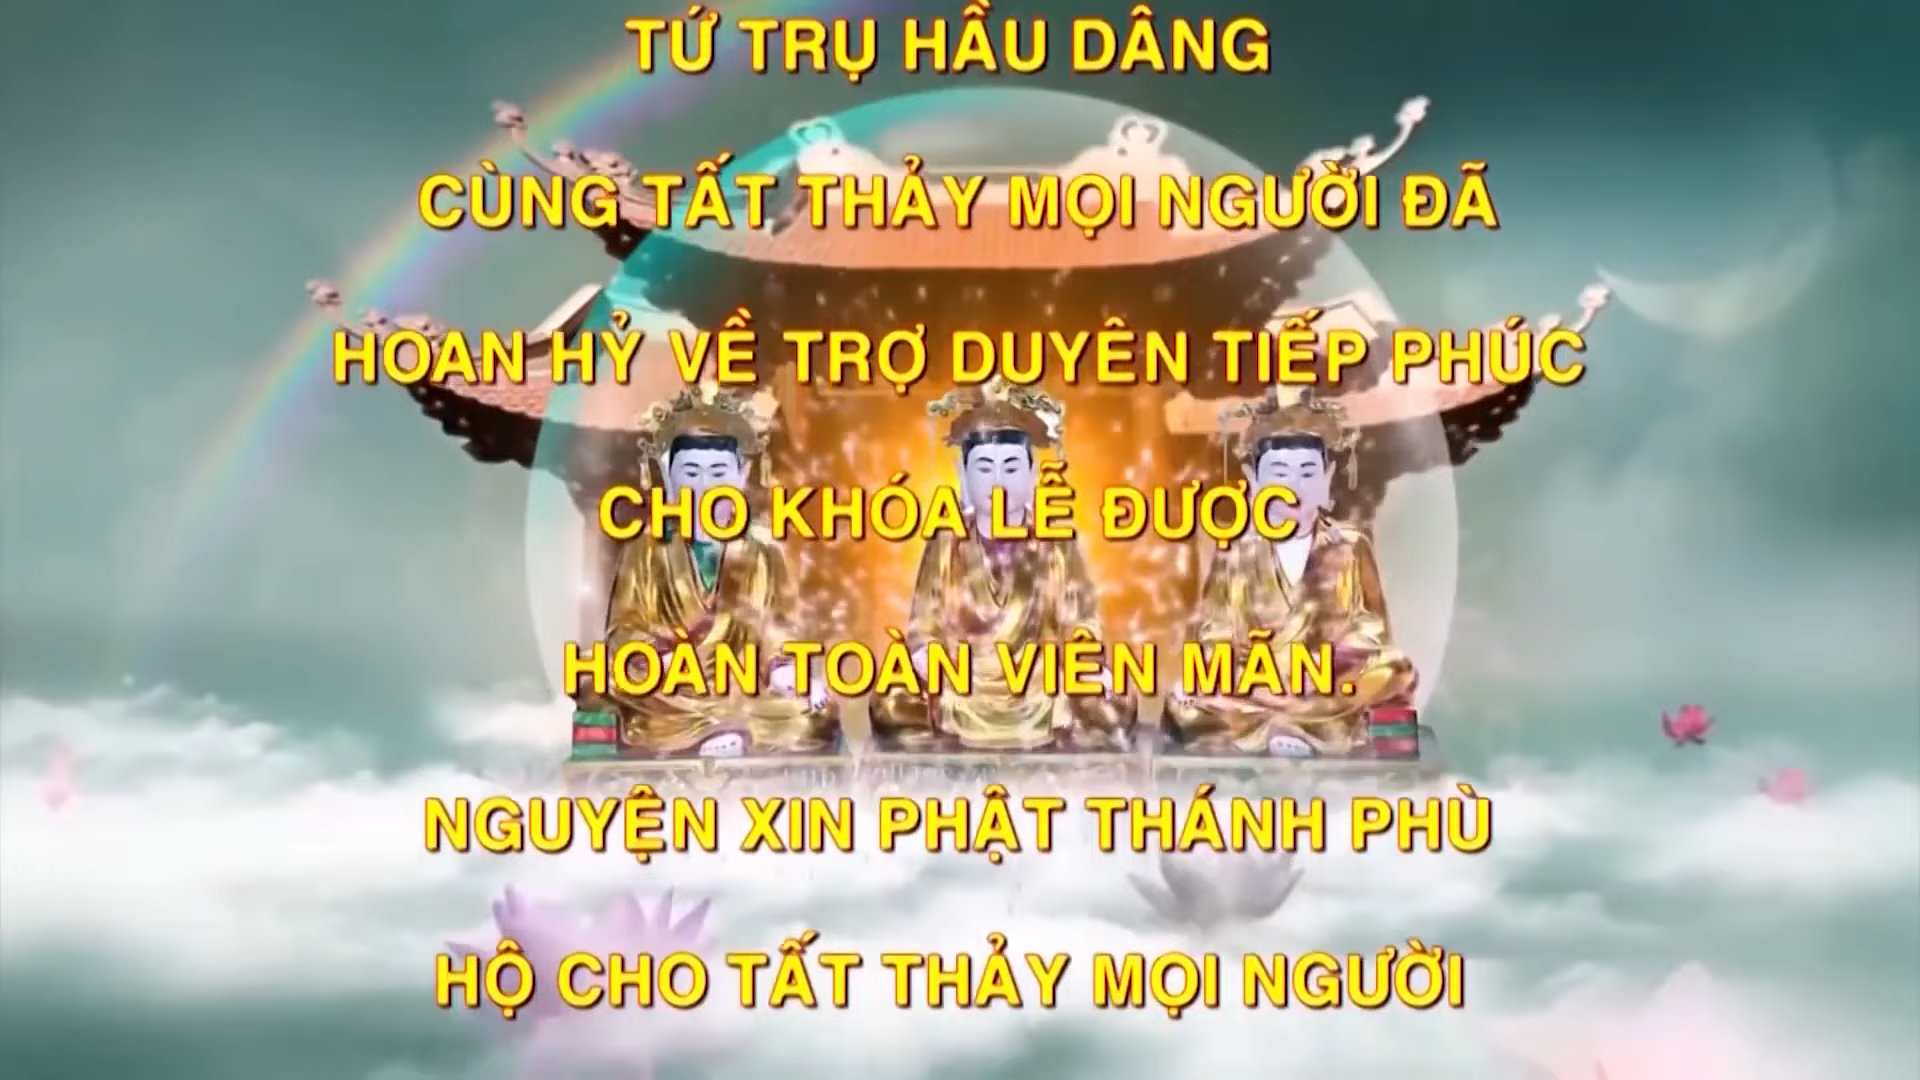 TỨ TRỤ HẦU DÂNG
CÙNG TẤT THẢY MỌI NGƯỜI ĐÃ
HOAN HỶ VỀ TRỢ DUYÊN TIẾP PHÚC
CHO KHÓA LỄ ĐƯỢC
HOÀN TOÀN VIÊN MÃN.
NGUYỆN XIN PHẬT THÁNH PHÙ
HỘ CHO TẤT THẢY MỌI NGƯỜI